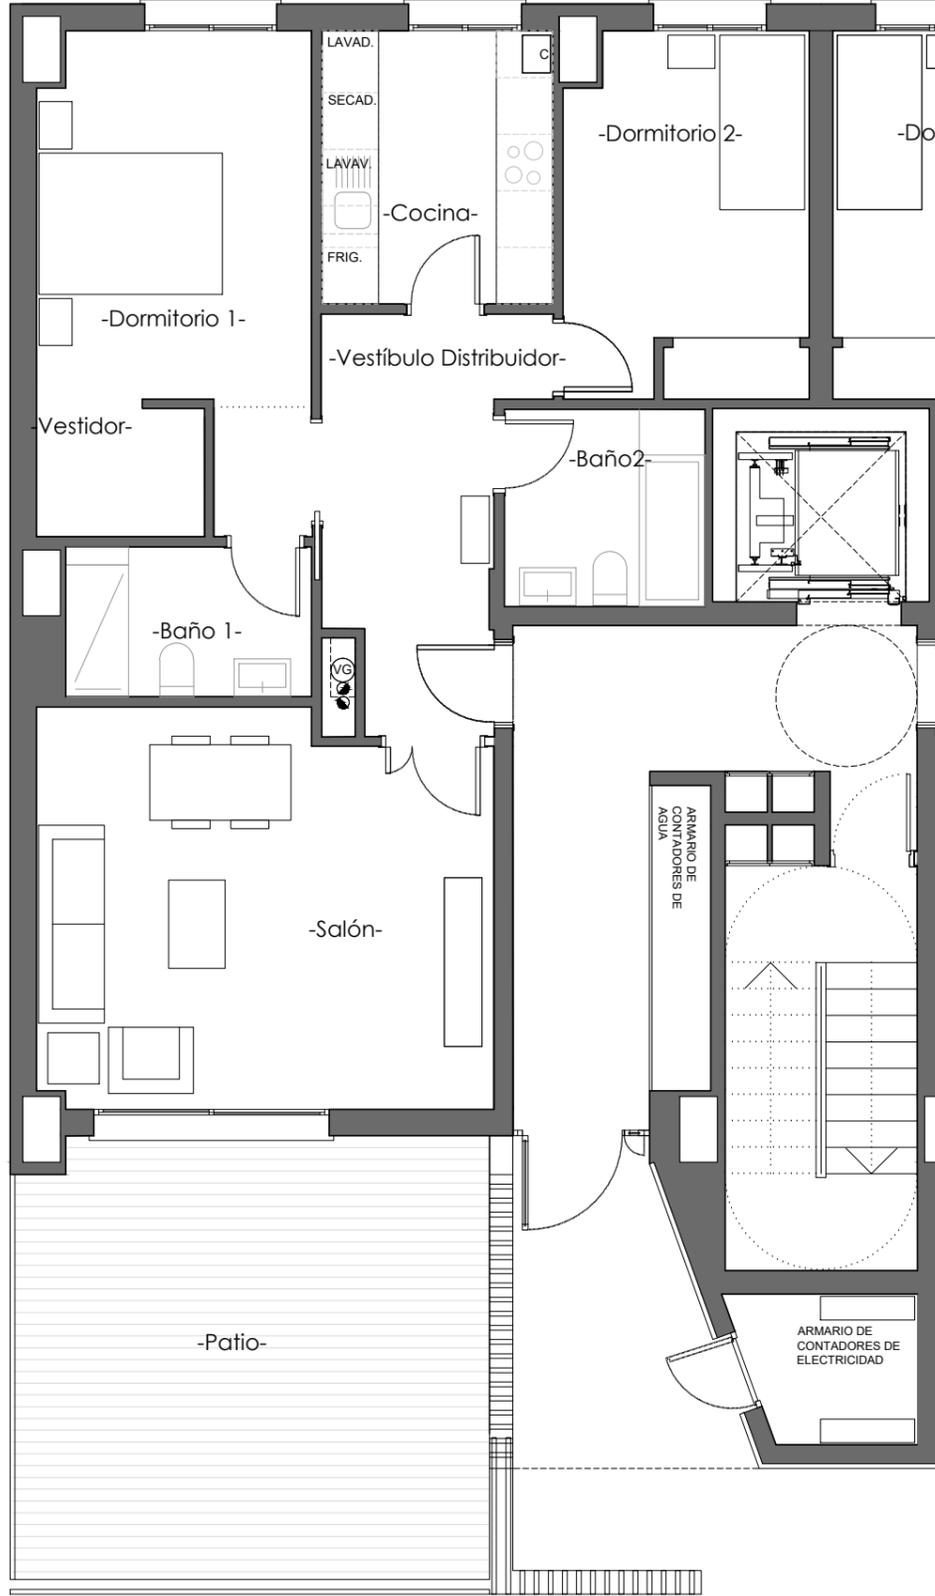 LAVAD.
C
SECAD.
-Dormitorio 2-
-Do
LAVAV.
-Cocina-
FRIG.
-Dormitorio 1-
-Vestíbulo Distribuidor-
-Vestidor-
-Baño2-
-Baño 1-
VG
ARMARIO DE
CONTADORES DE
AGUA
-Salón-
ARMARIO DE
CONTADORES DE
ELECTRICIDAD
-Patio-